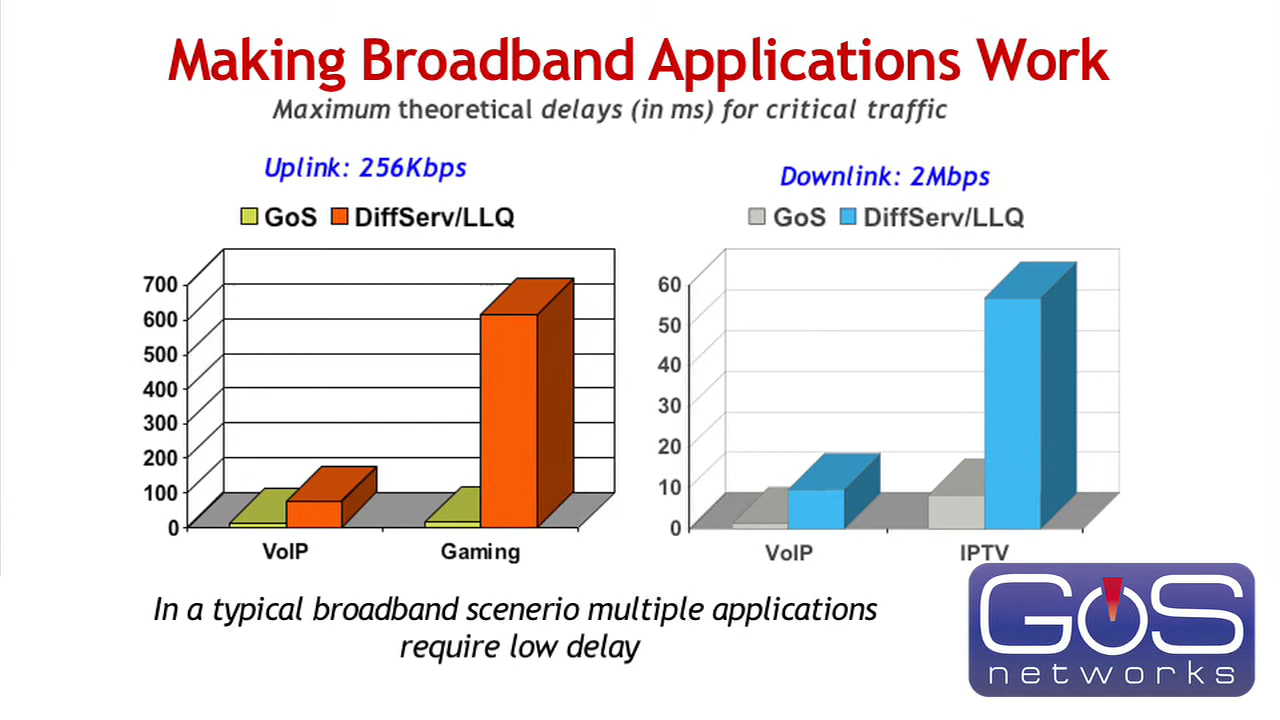 Making Broadband Applications Work
Maximum theoretical delays (in ms) for critical traffic
Uplink: 256Kbps
GoS DiffServ/LLQ
700
600
500
400
300
200
100
0
VoIP Gaming
Downlink: 2Mbps
GoS DiffServ/LLQ
60
50
40
30
20
10
0
VoIP IPTV
In a typical broadband scenerio multiple applications
require low delay
GoS
networks